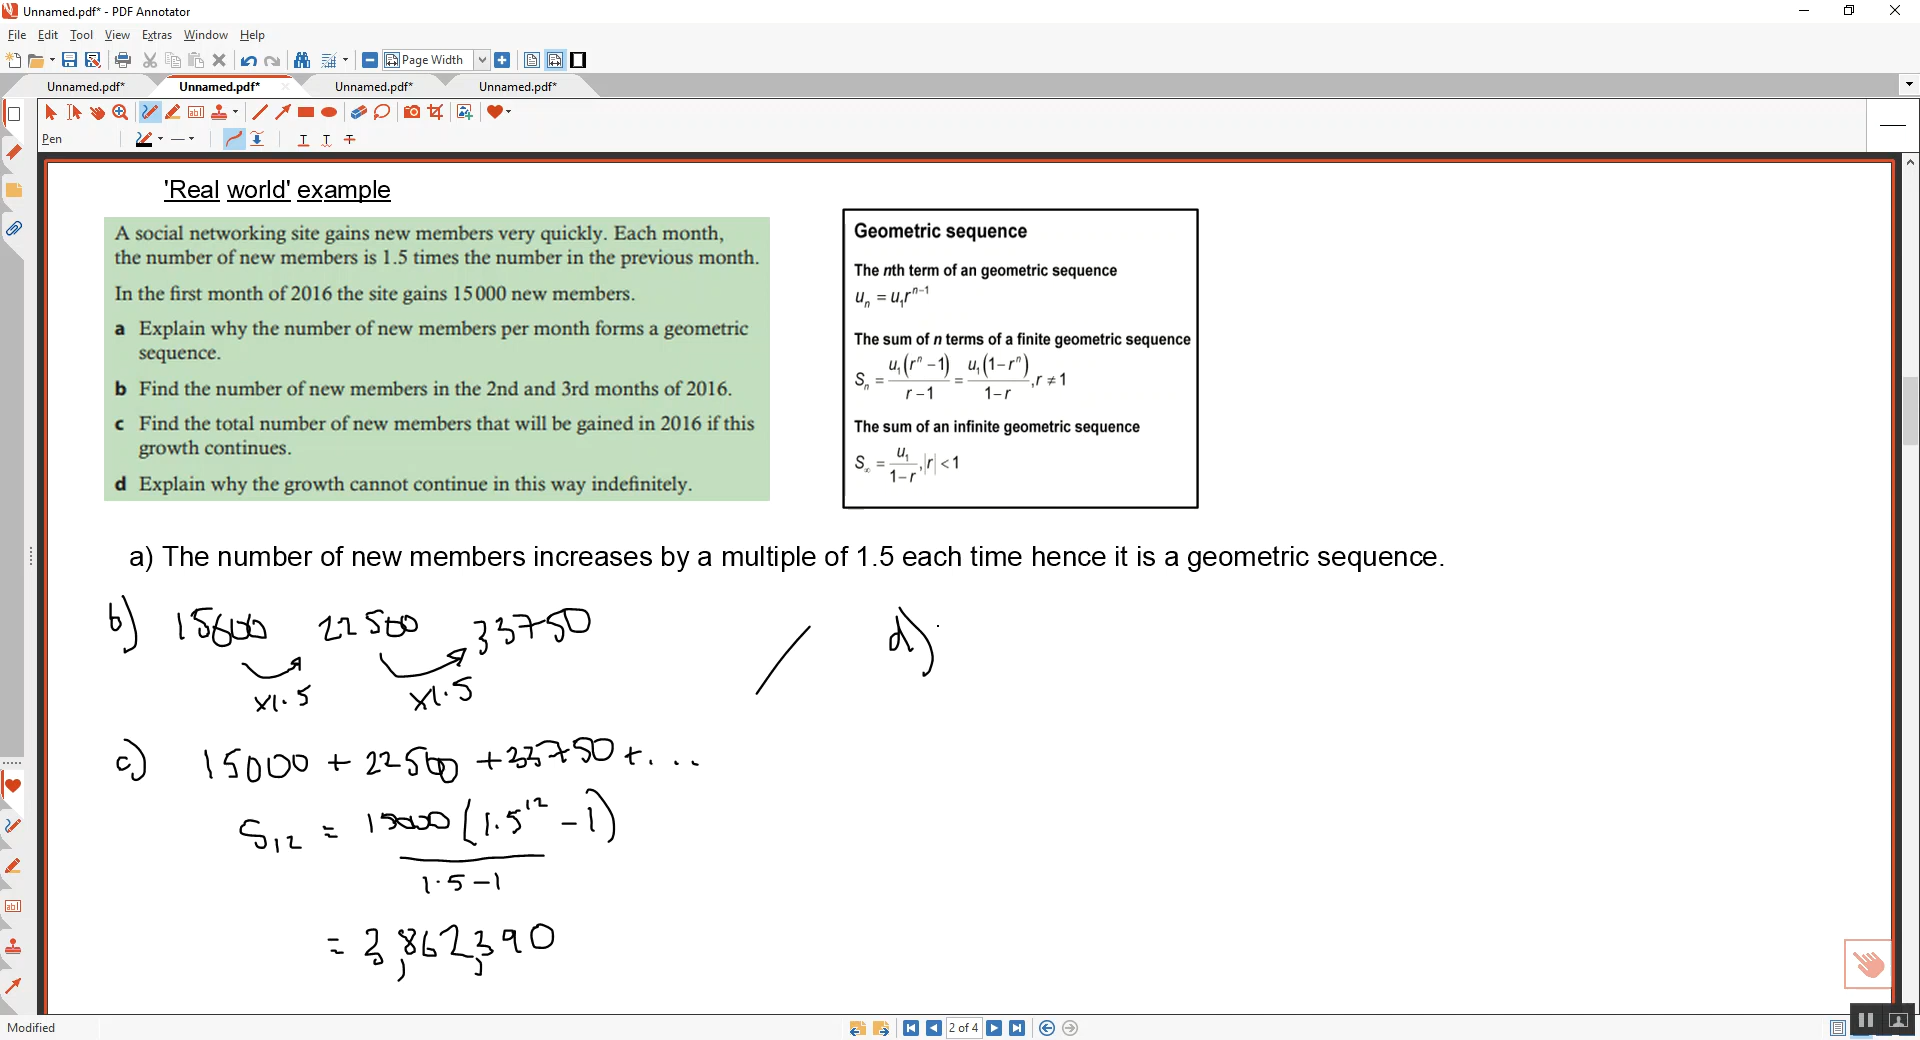 Unnamed.pdf* - PDF Annotator
File Edit Tool View Extras Window Help
Page Width
Unnamed.pdf* Unnamed.pdf* Unnamed.pdf* Unnamed.pdf*
Pen
'Real world' example
A social networking site gains new members very quickly. Each month,
the number of new members is 1.5 times the number in the previous month.
In the first month of 2016 the site gains 15 000 new members.
a Explain why the number of new members per month forms a geometric
sequence.
b Find the number of new members in the 2nd and 3rd months of 2016.
c Find the total number of new members that will be gained in 2016 if this
growth continues.
d Explain why the growth cannot continue in this way indefinitely.
Geometric sequence
The nth term of an geometric sequence
uₙ = u₁rⁿ⁻¹
The sum of n terms of a finite geometric sequence
Sₙ = u₁(rⁿ − 1) / r − 1 = u₁(1 − rⁿ) / 1 − r , r ≠ 1
The sum of an infinite geometric sequence
S∞ = u₁ / 1 − r , |r| < 1
a) The number of new members increases by a multiple of 1.5 each time hence it is a geometric sequence.
b) 15000 22500 33750
×1.5 ×1.5
c) 15000 + 22500 + 33750 + ...
S₁₂ = 15000 (1.5¹² − 1)
1.5 − 1
= 3,862,390
d)
Modified
2 of 4